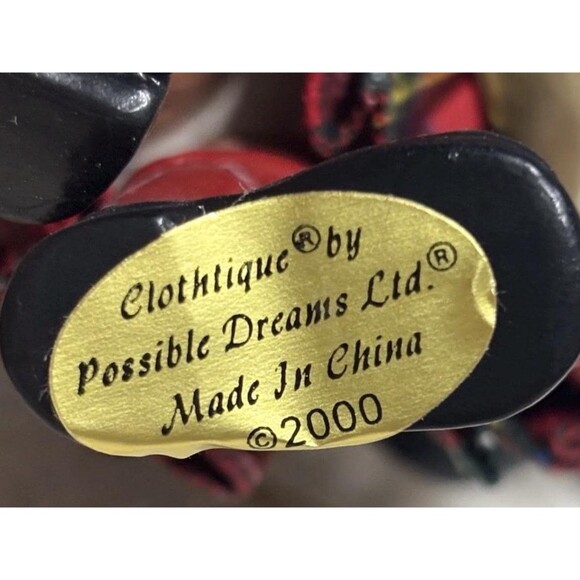 Clothtique® by
Possible Dreams Ltd.®
Made In China
©2000